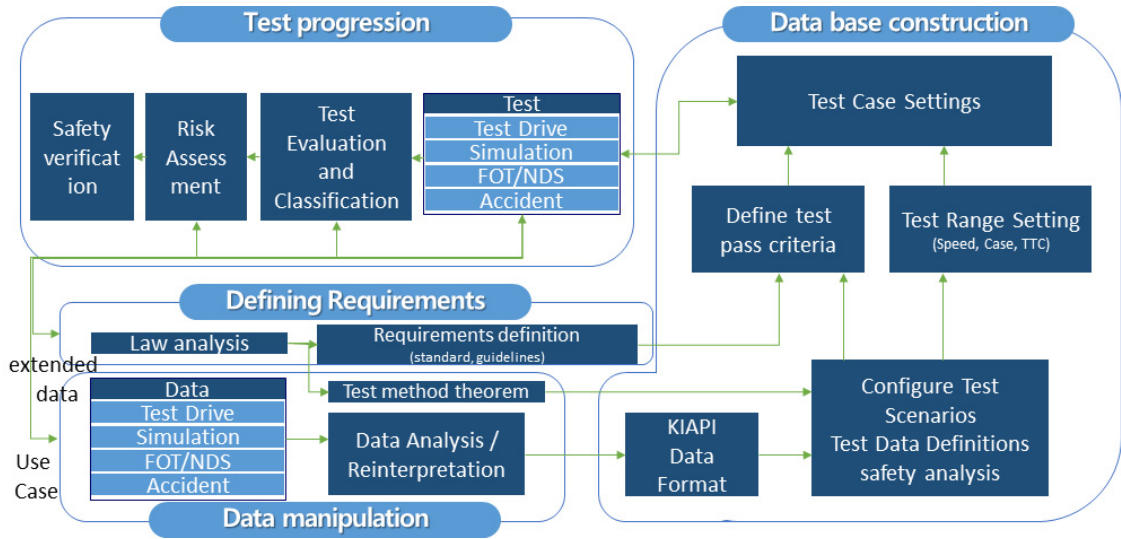 Test progression
Safety
verificat
ion
Risk
Assess
ment
Test
Evaluation
and
Classification
Test
Test Drive
Simulation
FOT/NDS
Accident
Data base construction
Test Case Settings
Define test
pass criteria
Test Range Setting
(Speed, Case, TTC)
Defining Requirements
Law analysis
Requirements definition
(standard, guidelines)
extended
data
Use
Case
Data
Test Drive
Simulation
FOT/NDS
Accident
Test method theorem
Data Analysis /
Reinterpretation
Data manipulation
KIAPI
Data
Format
Configure Test
Scenarios
Test Data Definitions
safety analysis